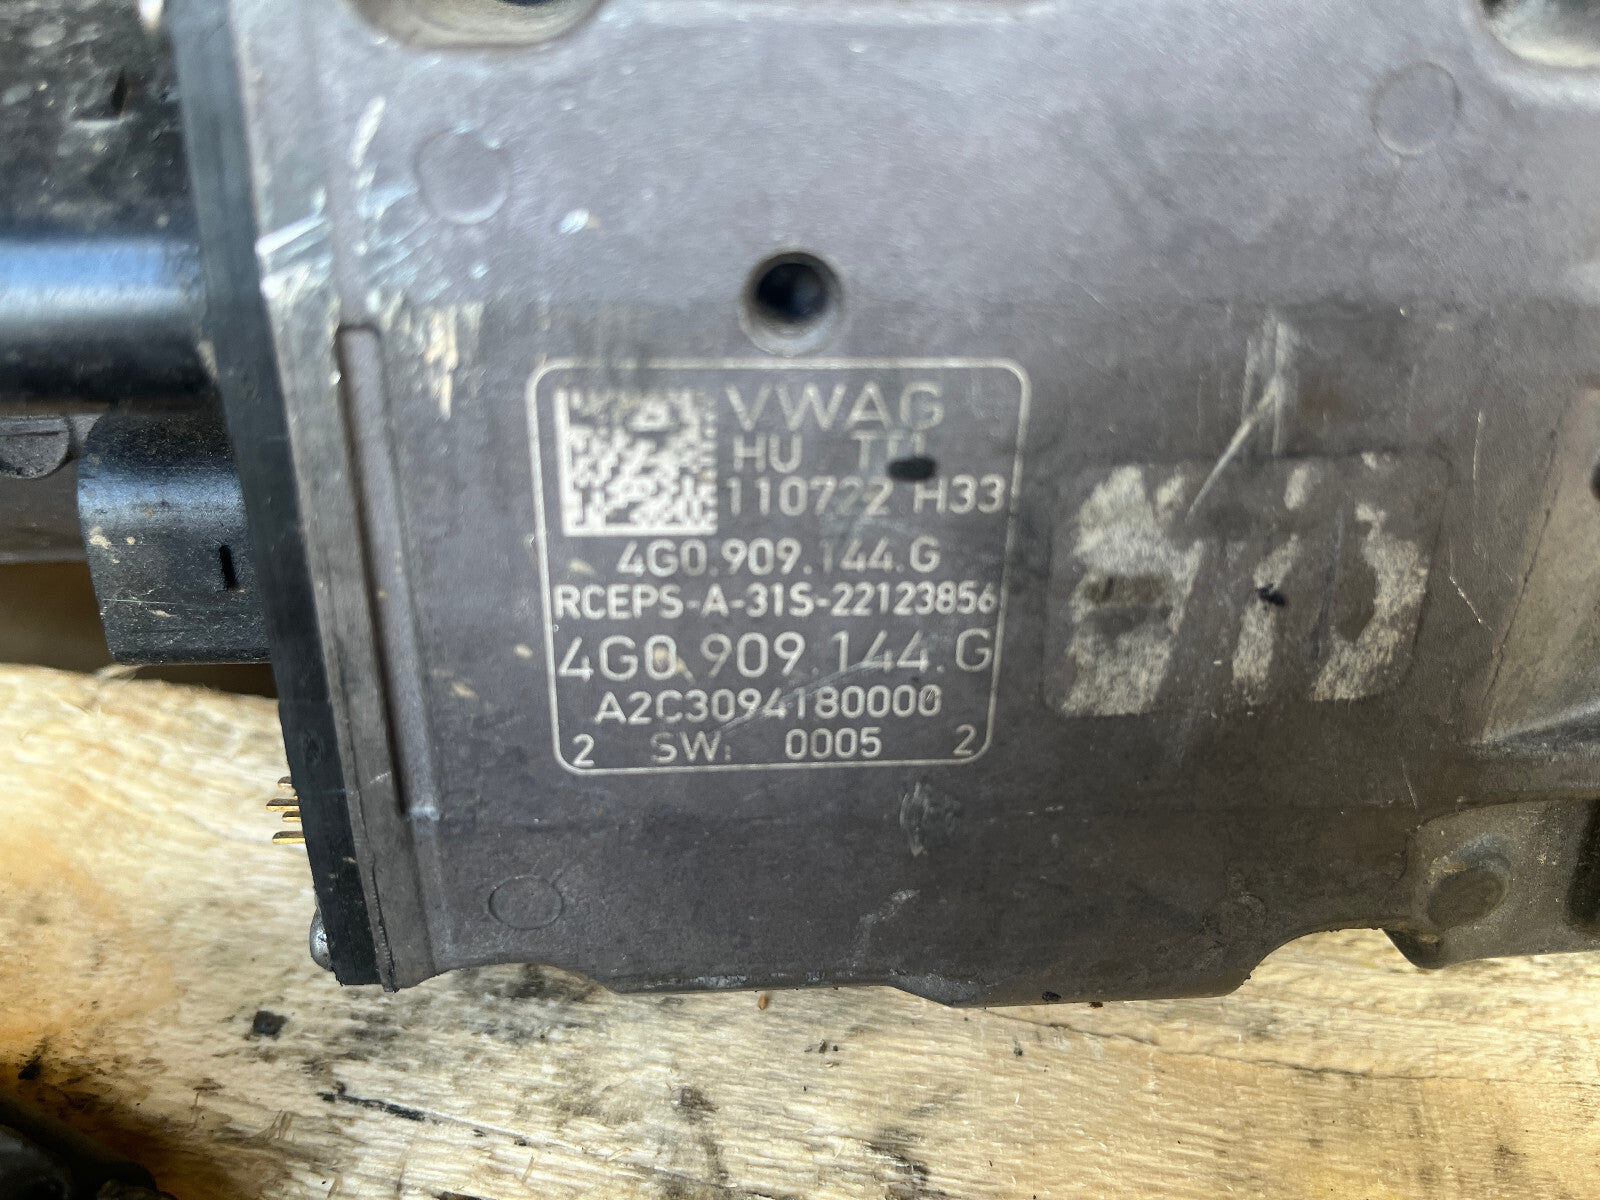 VWAG
HU
110722 H33
4G0.909.144.G
RCEPS-A-31S-22123856
4G0.909.144.G
A2C3094180000
2 SW: 0005 2